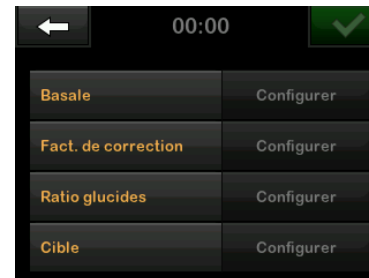 00:00
Basale Configurer
Fact. de correction Configurer
Ratio glucides Configurer
Cible Configurer